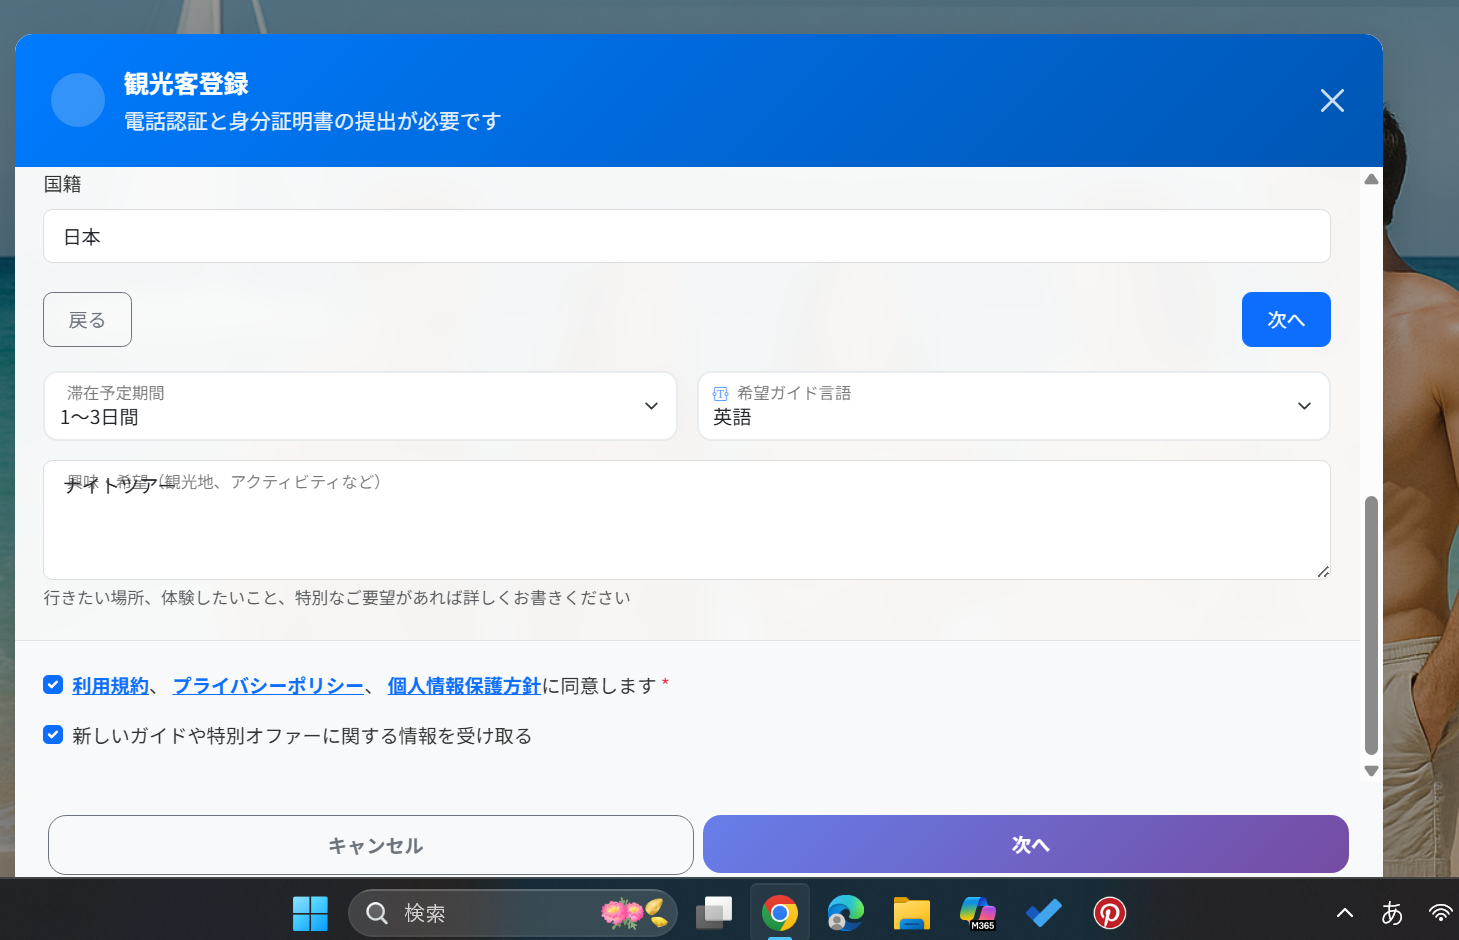 観光客登録
電話認証と身分証明書の提出が必要です
国籍
日本
戻る
次へ
滞在予定期間
1〜3日間
希望ガイド言語
英語
興味・希望（観光地、アクティビティなど）
ナイトツアー
行きたい場所、体験したいこと、特別なご要望があれば詳しくお書きください
利用規約、 プライバシーポリシー、 個人情報保護方針に同意します *
新しいガイドや特別オファーに関する情報を受け取る
キャンセル
次へ
検索
M365
あ